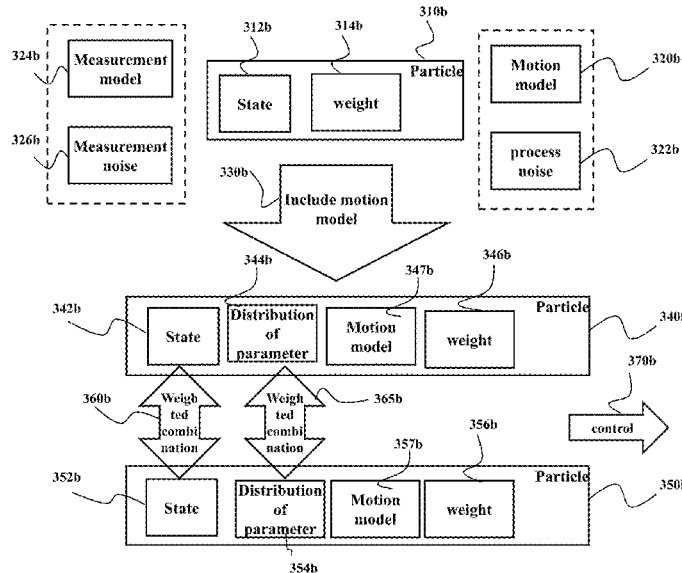 310b
312b
314b
324b
Measurement
model
Particle
State
weight
Motion
model
320b
326b
Measurement
noise
process
noise
322b
330b
Include motion
model
344b
347b
346b
342b
State
Distribution
of
parameter
Motion
model
weight
Particle
340b
360b
Weigh
ted
combi
nation
Weigh
ted
combi
nation
365b
370b
control
357b
356b
352b
State
Distribution
of
parameter
Motion
model
weight
Particle
354b